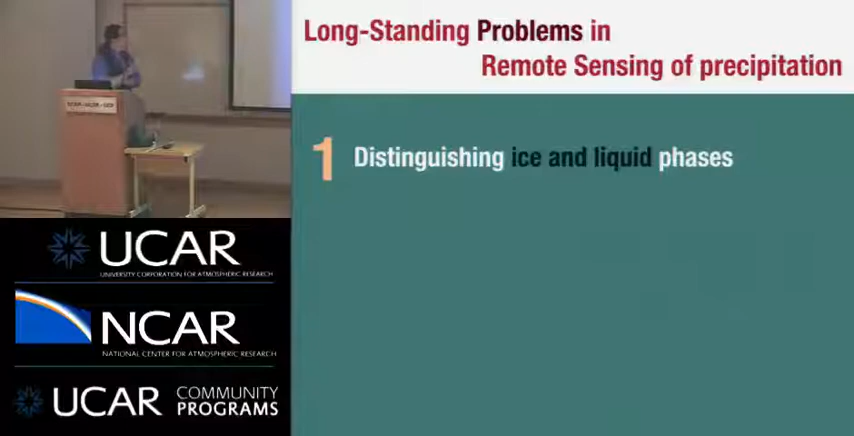 Long-Standing Problems in
Remote Sensing of precipitation
1 Distinguishing ice and liquid phases
UCAR
UNIVERSITY CORPORATION FOR ATMOSPHERIC RESEARCH
NCAR
NATIONAL CENTER FOR ATMOSPHERIC RESEARCH
UCAR COMMUNITY
PROGRAMS